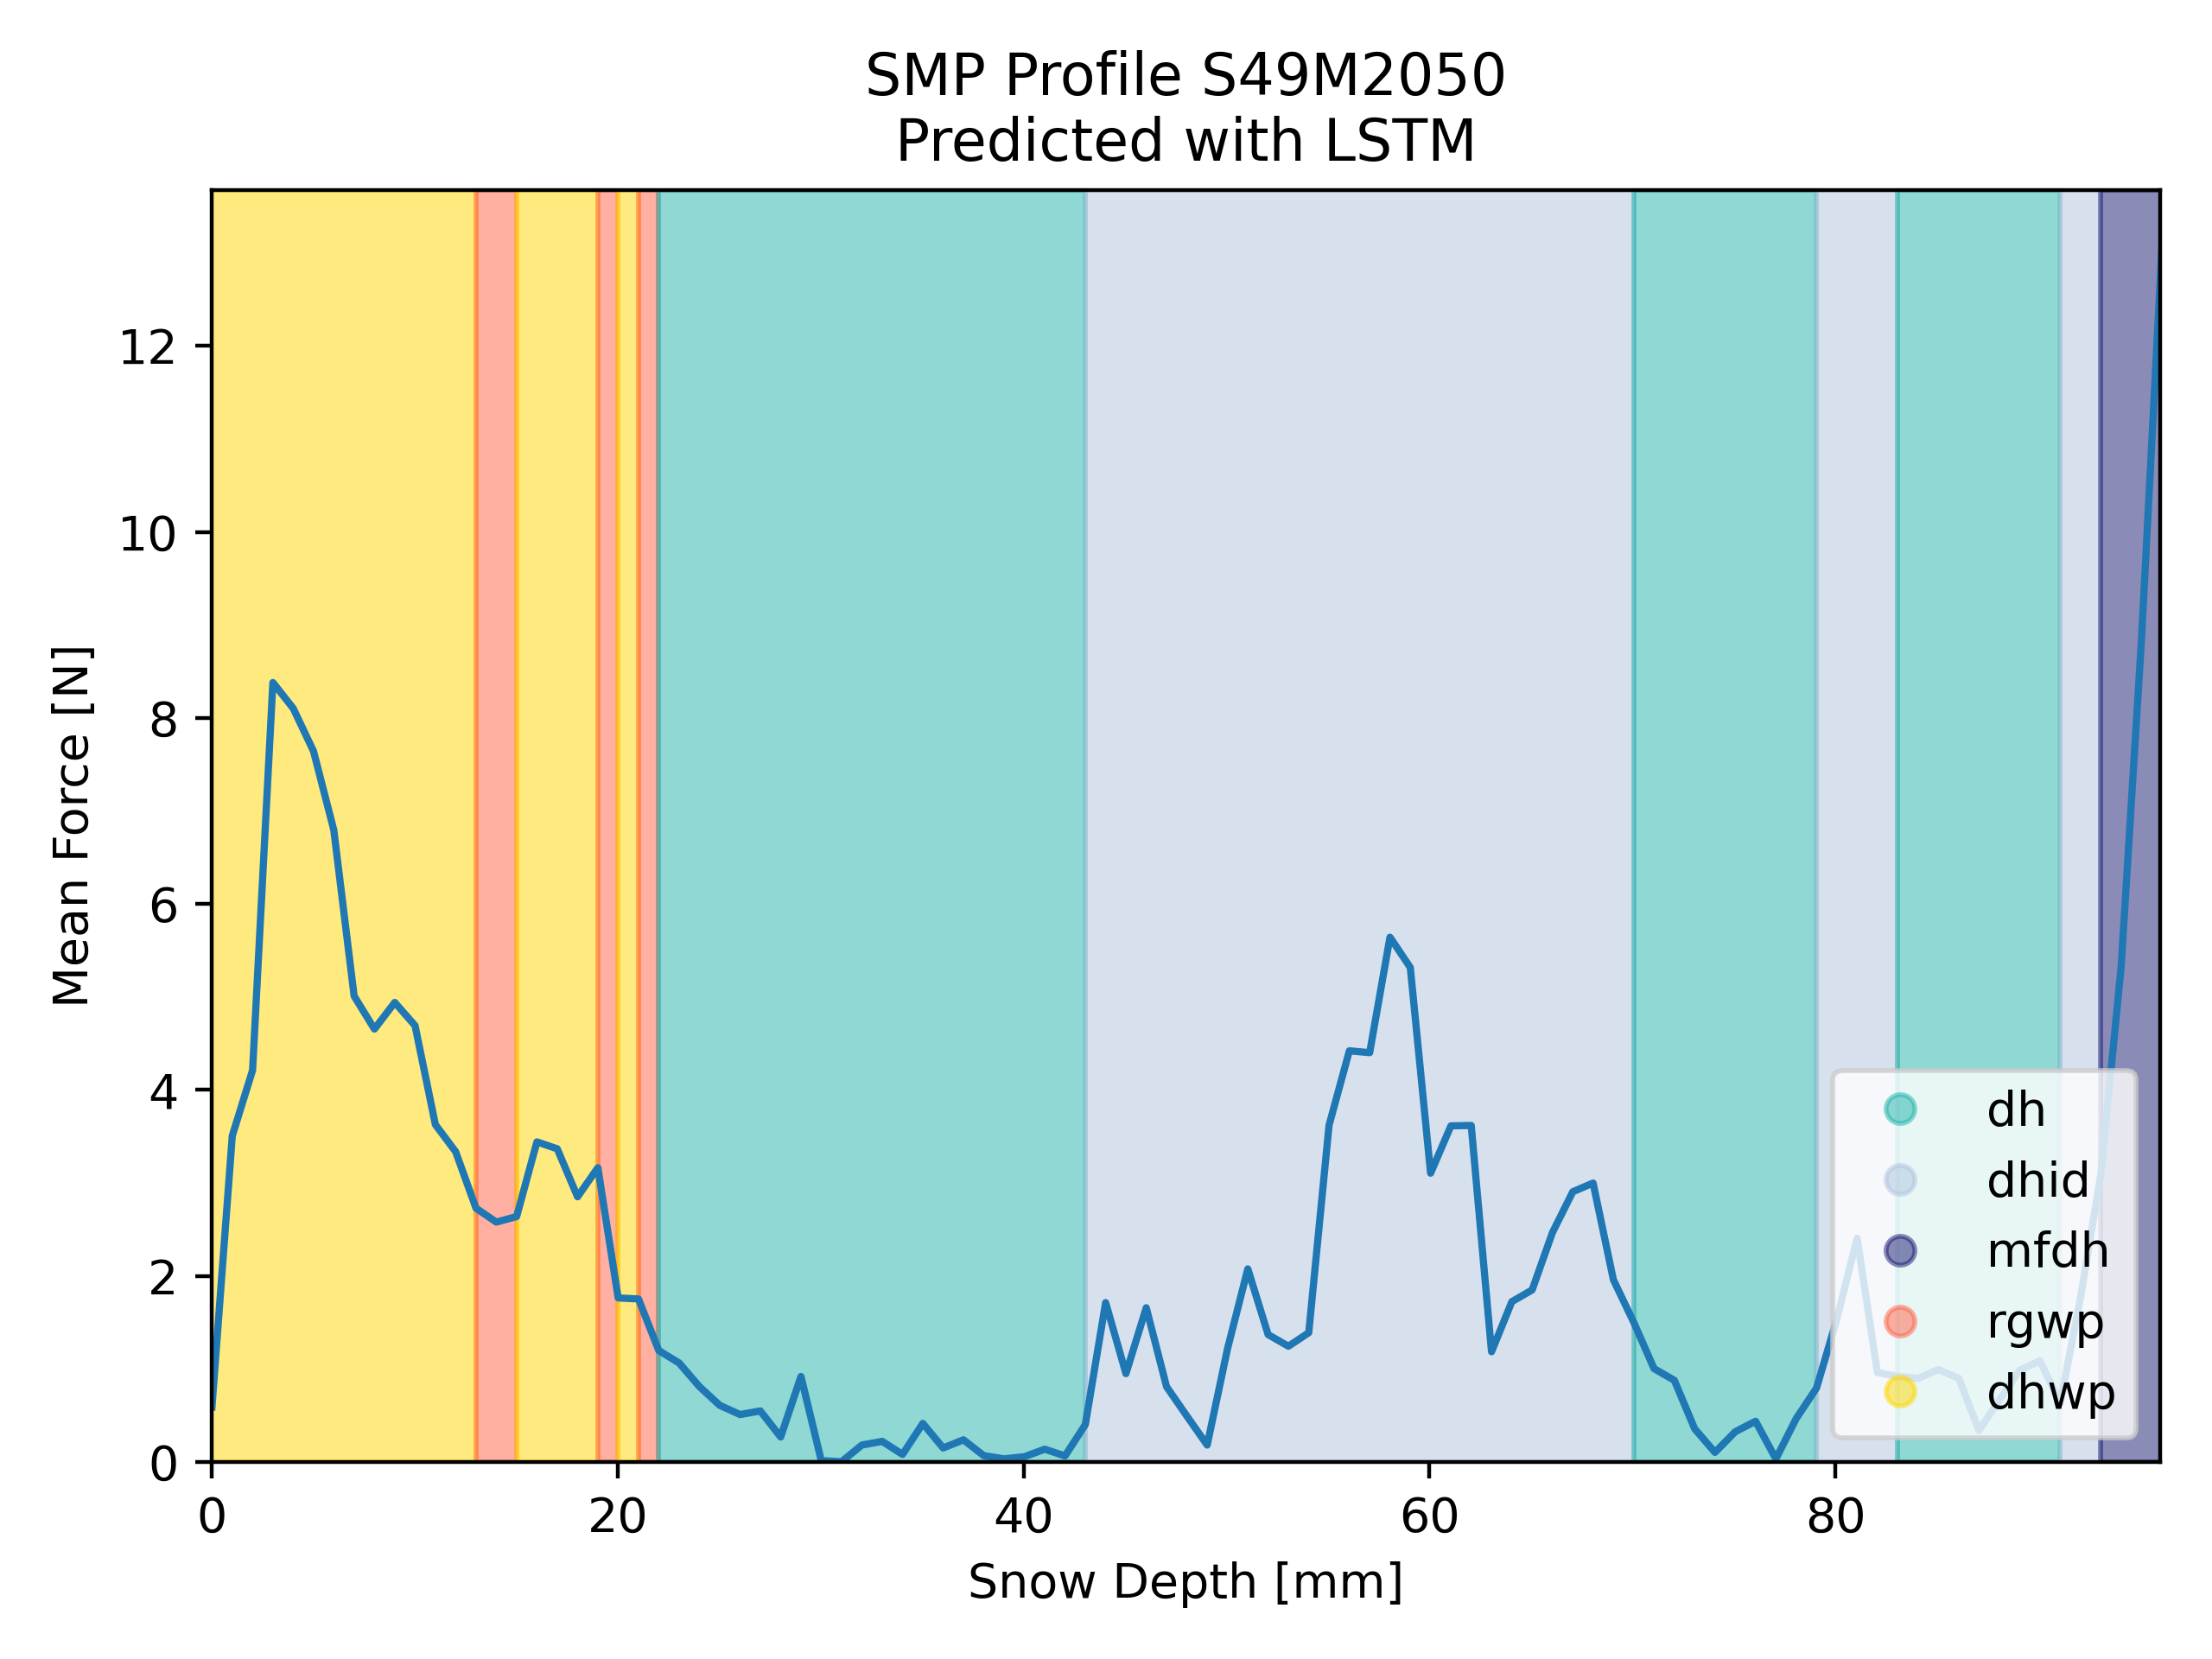 SMP Profile S49M2050
Predicted with LSTM
Mean Force [N]
12
10
8
6
4
2
0
dh
dhid
mfdh
rgwp
dhwp
0 20 40 60 80
Snow Depth [mm]